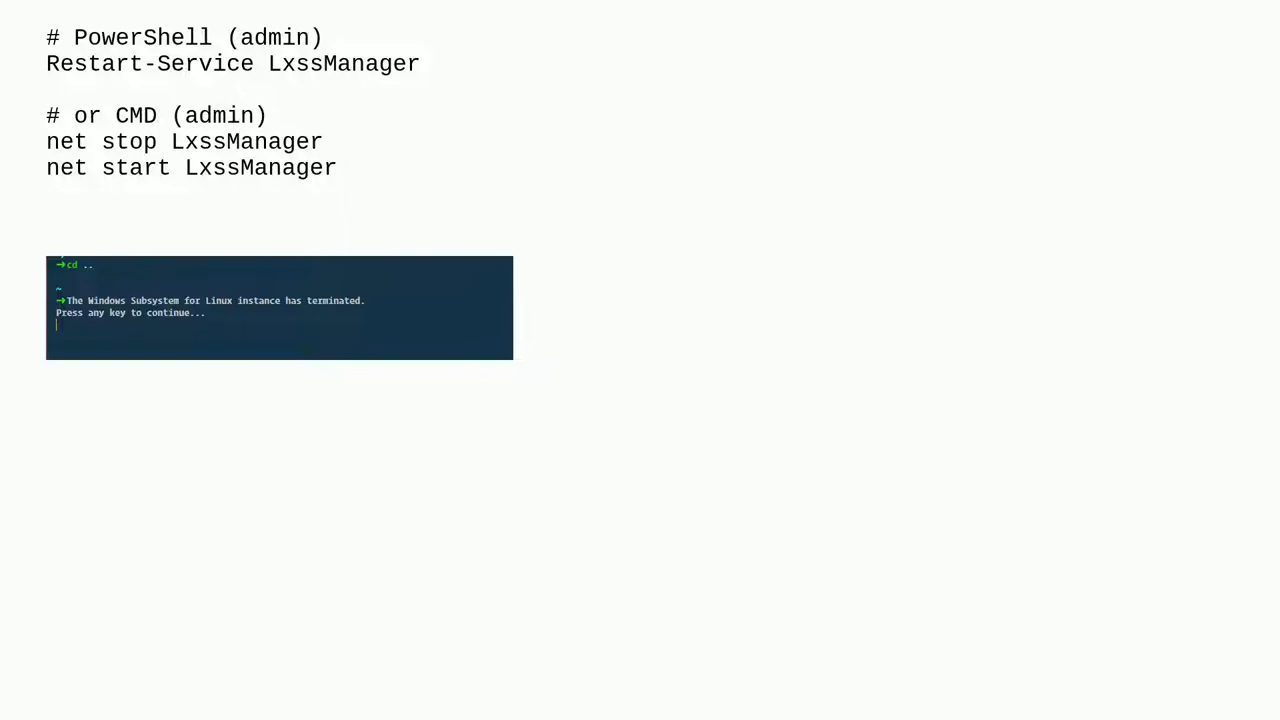 # PowerShell (admin)
Restart-Service LxssManager
# or CMD (admin)
net stop LxssManager
net start LxssManager
➜cd ..
~
➜The Windows Subsystem for Linux instance has terminated.
Press any key to continue...